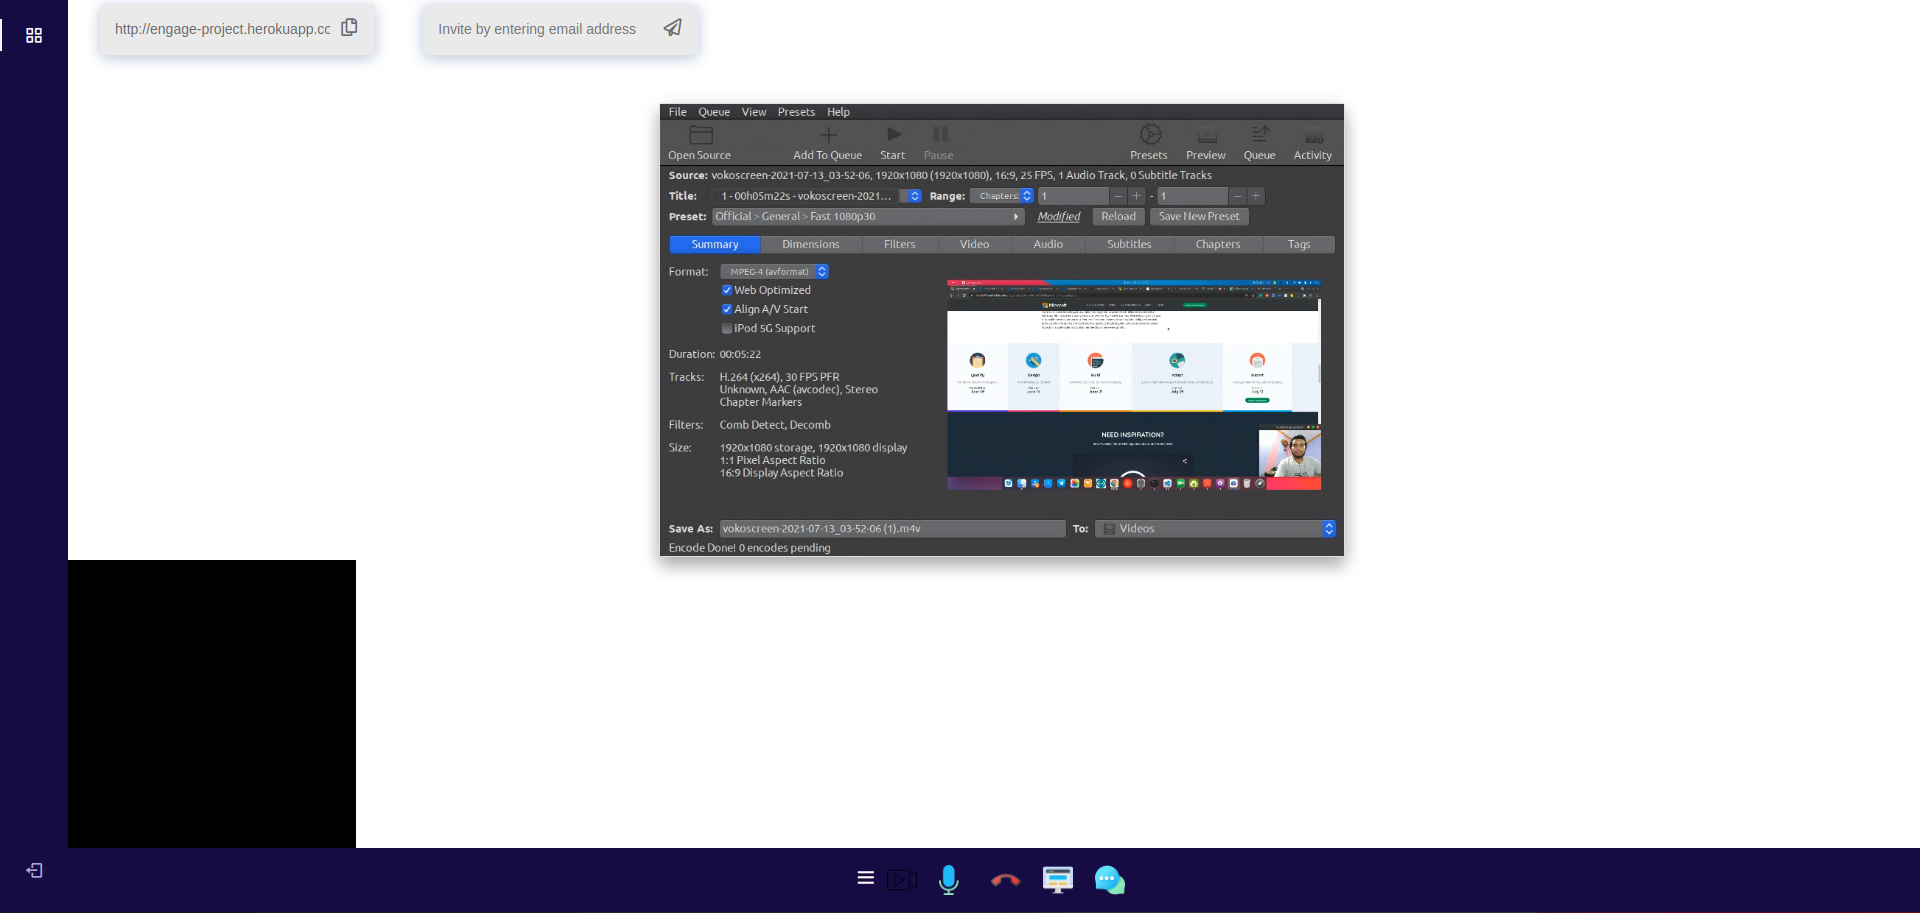 http://engage-project.herokuapp.cc
Invite by entering email address
File Queue View Presets Help
Open Source Add To Queue Start Pause Presets Preview Queue Activity
Source: vokoscreen-2021-07-13_03-52-06, 1920x1080 (1920x1080), 16:9, 25 FPS, 1 Audio Track, 0 Subtitle Tracks
Title: 1 - 00h05m22s - vokoscreen-2021... Range: Chapters: 1 - 1
Preset: Official > General > Fast 1080p30 Modified Reload Save New Preset
Summary Dimensions Filters Video Audio Subtitles Chapters Tags
Format: MPEG-4 (avformat)
Web Optimized
Align A/V Start
iPod 5G Support
Duration: 00:05:22
Tracks: H.264 (x264), 30 FPS PFR
Unknown, AAC (avcodec), Stereo
Chapter Markers
Filters: Comb Detect, Decomb
Size: 1920x1080 storage, 1920x1080 display
1:1 Pixel Aspect Ratio
16:9 Display Aspect Ratio
Microsoft
NEED INSPIRATION?
Save As: vokoscreen-2021-07-13_03-52-06 (1).m4v To: Videos
Encode Done! 0 encodes pending